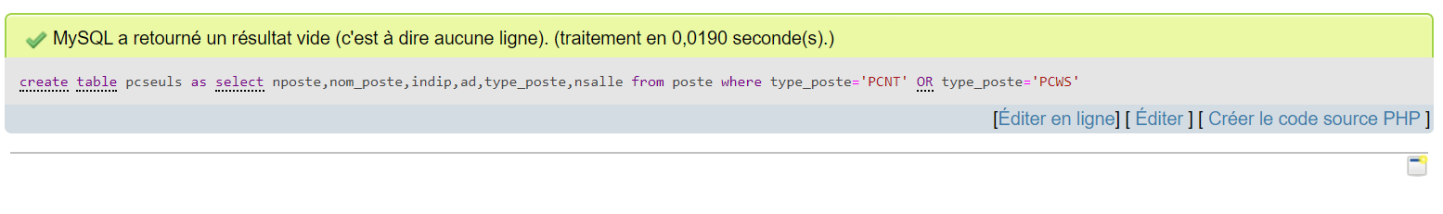 MySQL a retourné un résultat vide (c'est à dire aucune ligne). (traitement en 0,0190 seconde(s).)
create table pcseuls as select nposte,nom_poste,indip,ad,type_poste,nsalle from poste where type_poste='PCNT' OR type_poste='PCWS'
[Éditer en ligne] [ Éditer ] [ Créer le code source PHP ]